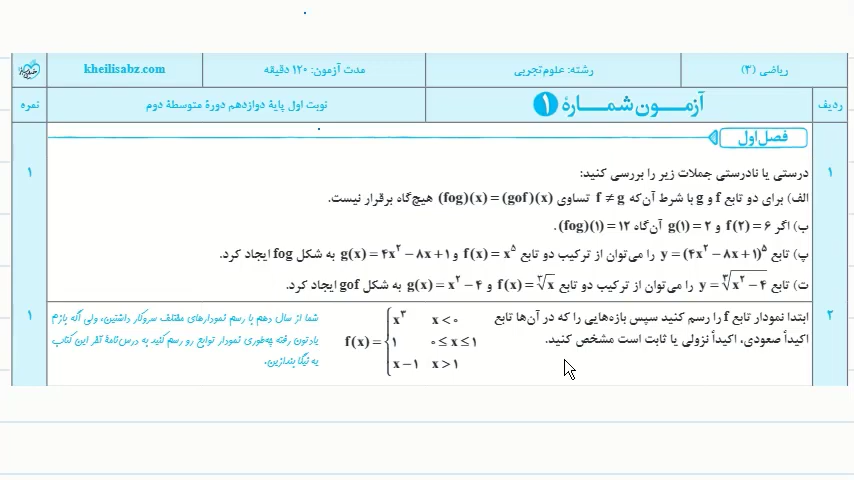 ریاضی (۳) رشته: علوم‌تجربی مدت آزمون: ۱۲۰ دقیقه kheilisabz.com
ردیف آزمون شمارهٔ ۱ نوبت اول پایهٔ دوازدهم دورهٔ متوسطهٔ دوم نمره
فصل اول
۱ درستی یا نادرستی جملات زیر را بررسی کنید: ۱
الف) برای دو تابع f و g با شرط آن‌که f ≠ g تساوی (fog)(x) = (gof)(x) هیچ‌گاه برقرار نیست.
ب) اگر f(۲) = ۶ و g(۱) = ۲ آن‌گاه (fog)(۱) = ۱۲.
پ) تابع y = (۴x² − ۸x + ۱)⁵ را می‌توان از ترکیب دو تابع f(x) = x⁵ و g(x) = ۴x² − ۸x + ۱ به شکل fog ایجاد کرد.
ت) تابع y = ∛(x² − ۴) را می‌توان از ترکیب دو تابع f(x) = ∛x و g(x) = x² − ۴ به شکل gof ایجاد کرد.
۲ ابتدا نمودار تابع f را رسم کنید سپس بازه‌هایی را که در آن‌ها تابع ۱
اکیداً صعودی، اکیداً نزولی یا ثابت است مشخص کنید.
f(x) = { x³ x < ۰
۱ ۰ ≤ x ≤ ۱
x − ۱ x > ۱
شما از سال دهم با رسم نمودارهای مختلف سروکار داشتین، ولی اگه بازم
یادتون رفته چه‌طوری نمودار توابع رو رسم کنید به درس‌نامهٔ آخر این کتاب
یه نیگا بندازین.